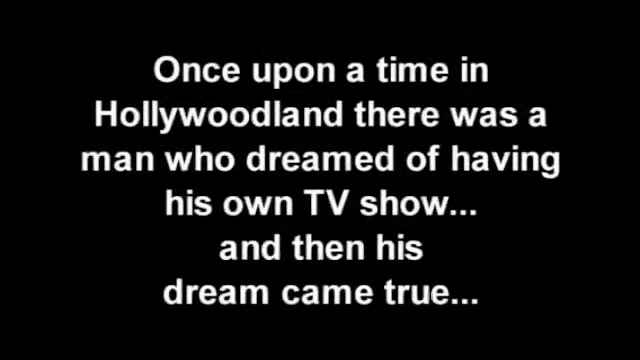 Once upon a time in
Hollywoodland there was a
man who dreamed of having
his own TV show...
and then his
dream came true...